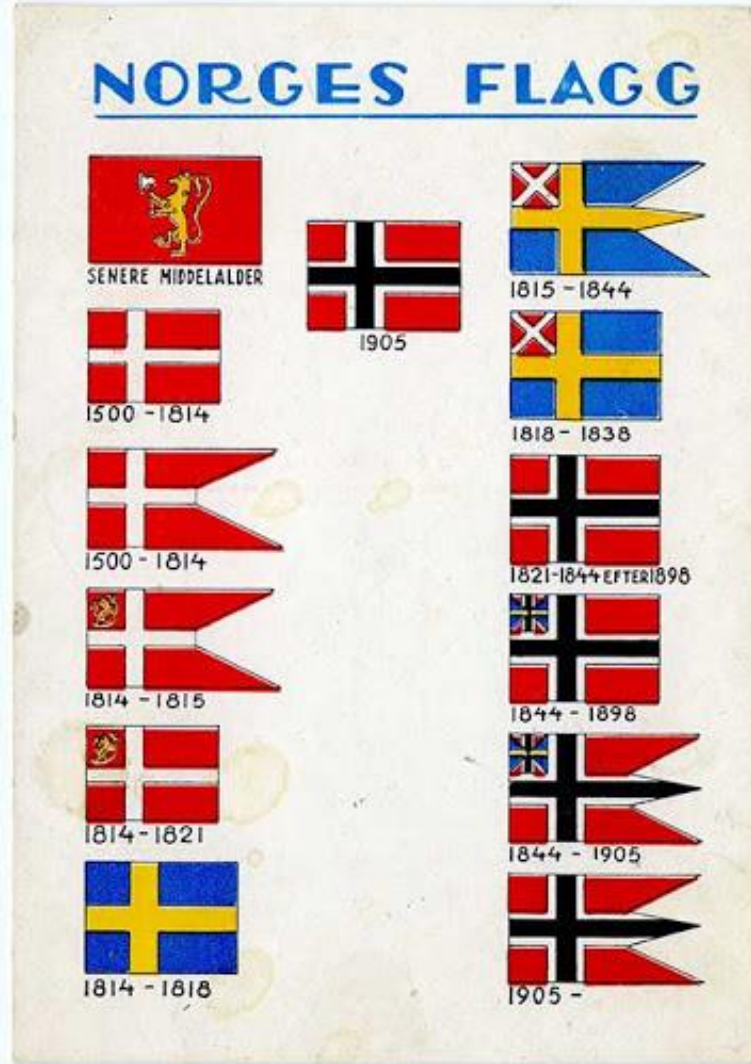 NORGES FLAGG
SENERE MIDDELALDER
1500 - 1814
1500 - 1814
1814 - 1815
1814 - 1821
1814 - 1818
1905
1815 - 1844
1818 - 1838
1821-1844 EFTER 1898
1844 - 1898
1844 - 1905
1905 -